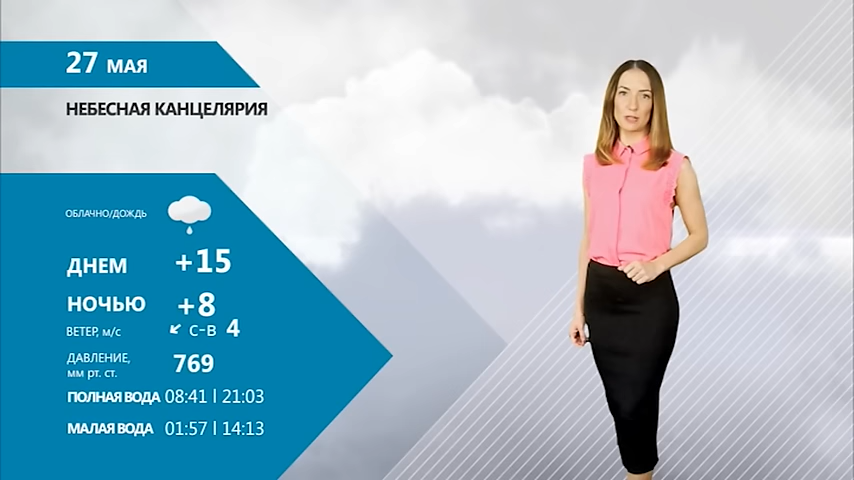 27 МАЯ
НЕБЕСНАЯ КАНЦЕЛЯРИЯ
ОБЛАЧНО/ДОЖДЬ
ДНЕМ +15
НОЧЬЮ +8
ВЕТЕР, м/с ↙ С-В 4
ДАВЛЕНИЕ,
мм рт. ст. 769
ПОЛНАЯ ВОДА 08:41 | 21:03
МАЛАЯ ВОДА 01:57 | 14:13